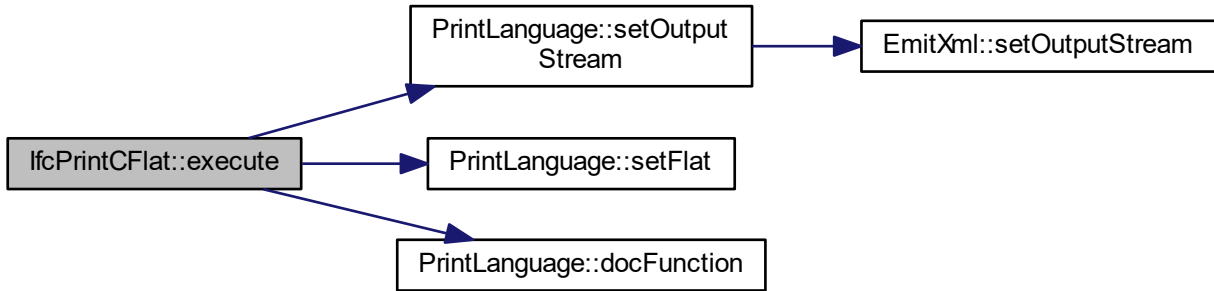 PrintLanguage::setOutput
Stream
EmitXml::setOutputStream
IfcPrintCFlat::execute
PrintLanguage::setFlat
PrintLanguage::docFunction